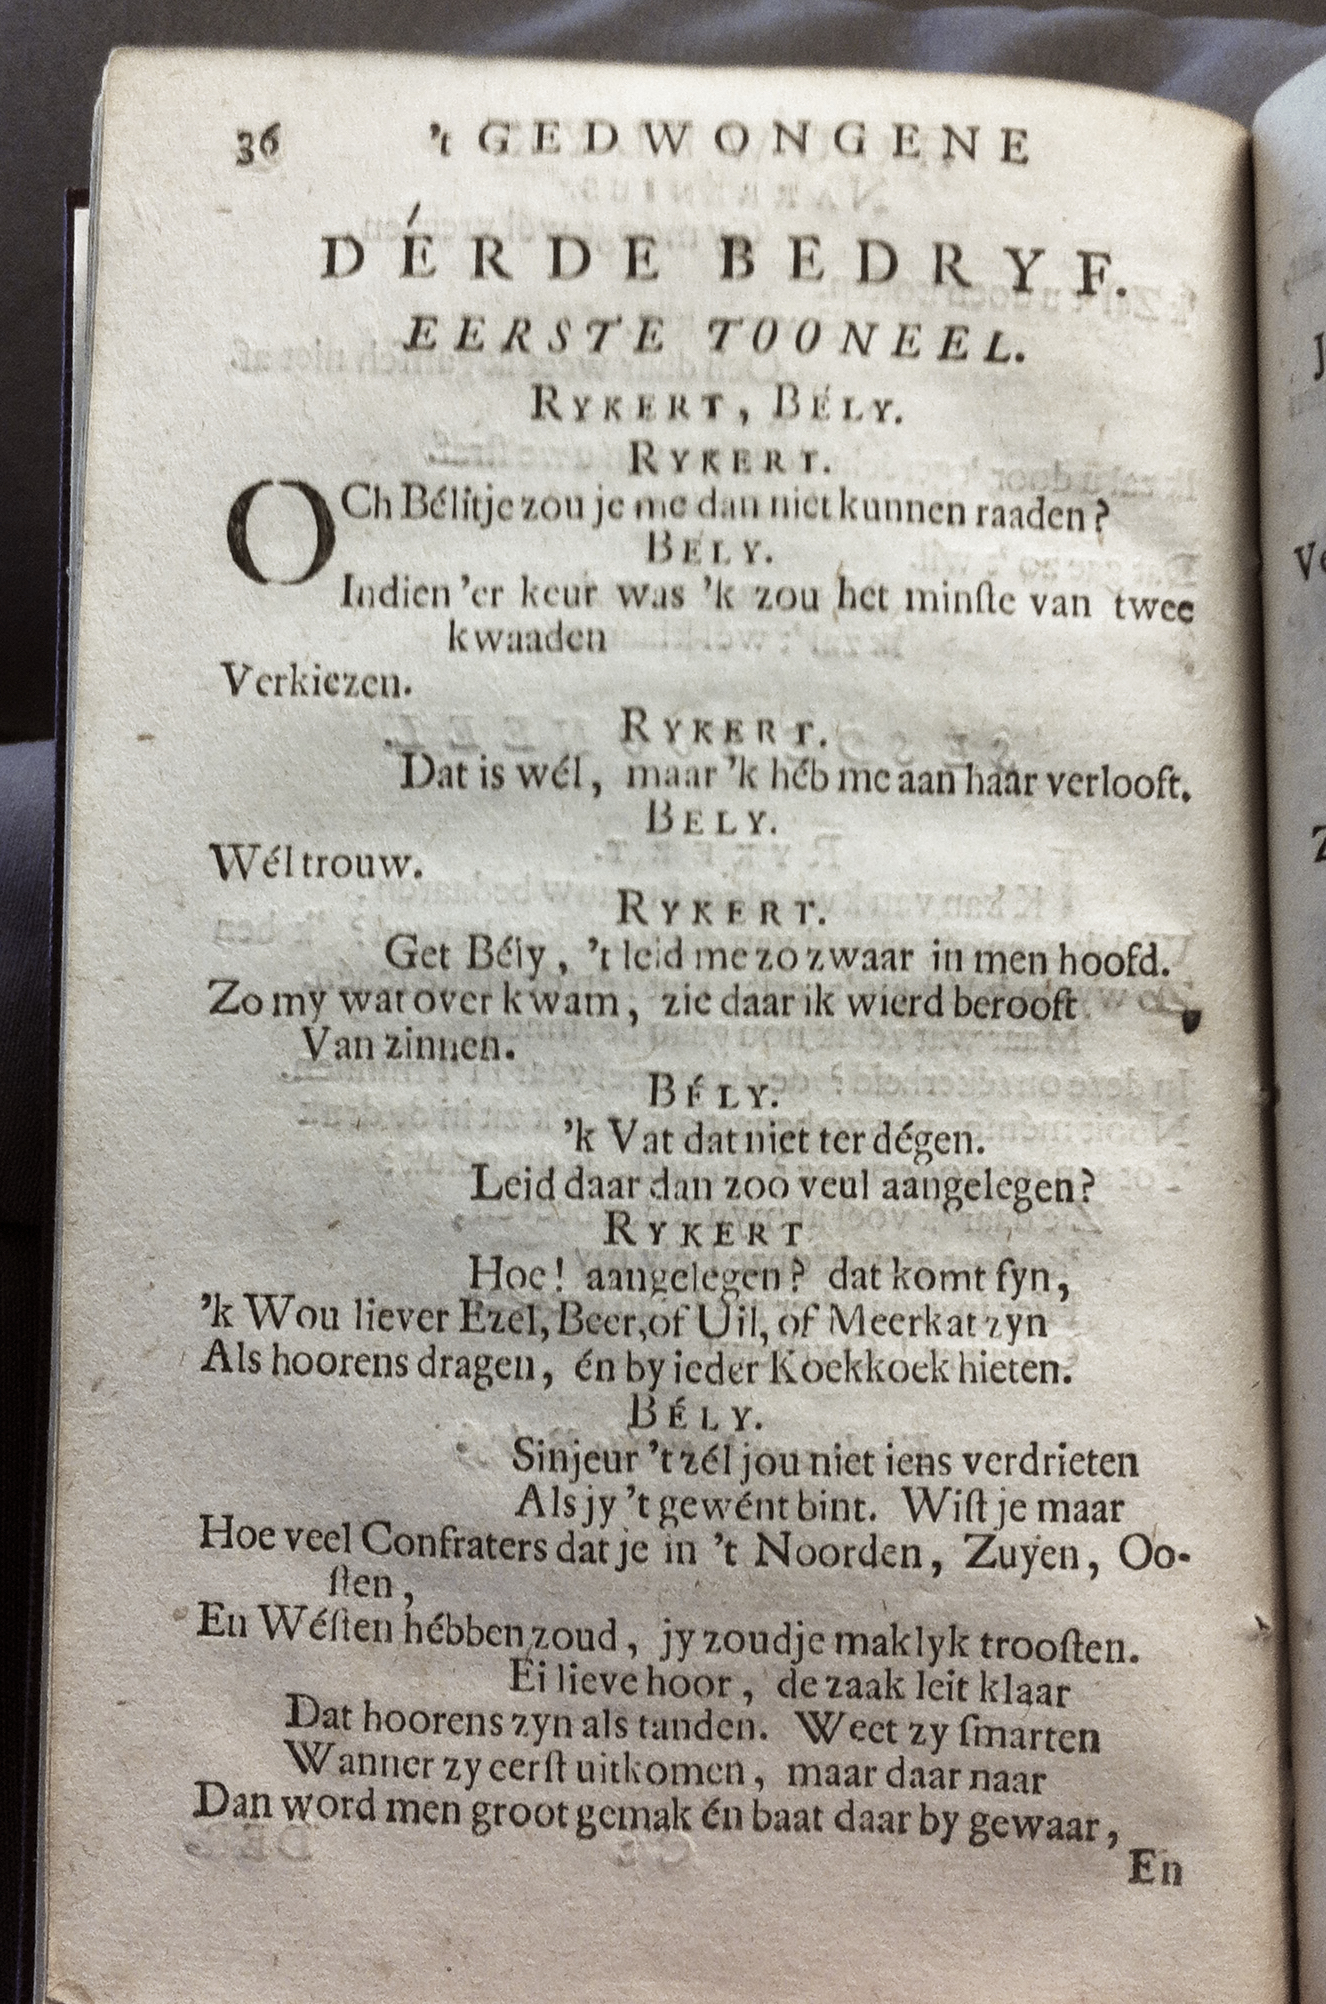 36 't GEDWONGENE
DÉRDE BEDRYF.
EERSTE TOONEEL.
RYKERT, BÉLY.
RYKERT.
OCh Bélitje zou je me dan niet kunnen raaden?
BELY.
Indien 'er keur was 'k zou het minſte van twee
kwaaden
Verkiezen.
RYKERT.
Dat is wél, maar 'k héb me aan haar verlooft.
BELY.
Wél trouw.
RYKERT.
Get Bély, 't leid me zo zwaar in men hoofd.
Zo my wat over kwam, zie daar ik wierd berooft
Van zinnen.
BÉLY.
'k Vat dat niet ter dégen.
Leid daar dan zoo veul aangelegen?
RYKERT
Hoe! aangelegen? dat komt fyn,
'k Wou liever Ezel, Beer, of Uil, of Meerkat zyn
Als hoorens dragen, én by ieder Koekkoek hieten.
BÉLY.
Sinjeur 't zél jou niet iens verdrieten
Als jy 't gewént bint. Wiſt je maar
Hoe veel Confraters dat je in 't Noorden, Zuyen, Oo-
ſten,
En Wéſten hébben zoud, jy zoudje maklyk trooſten.
Ei lieve hoor, de zaak leit klaar
Dat hoorens zyn als tanden. Weet zy ſmarten
Wanner zy eerſt uitkomen, maar daar naar
Dan word men groot gemak én baat daar by gewaar,
En